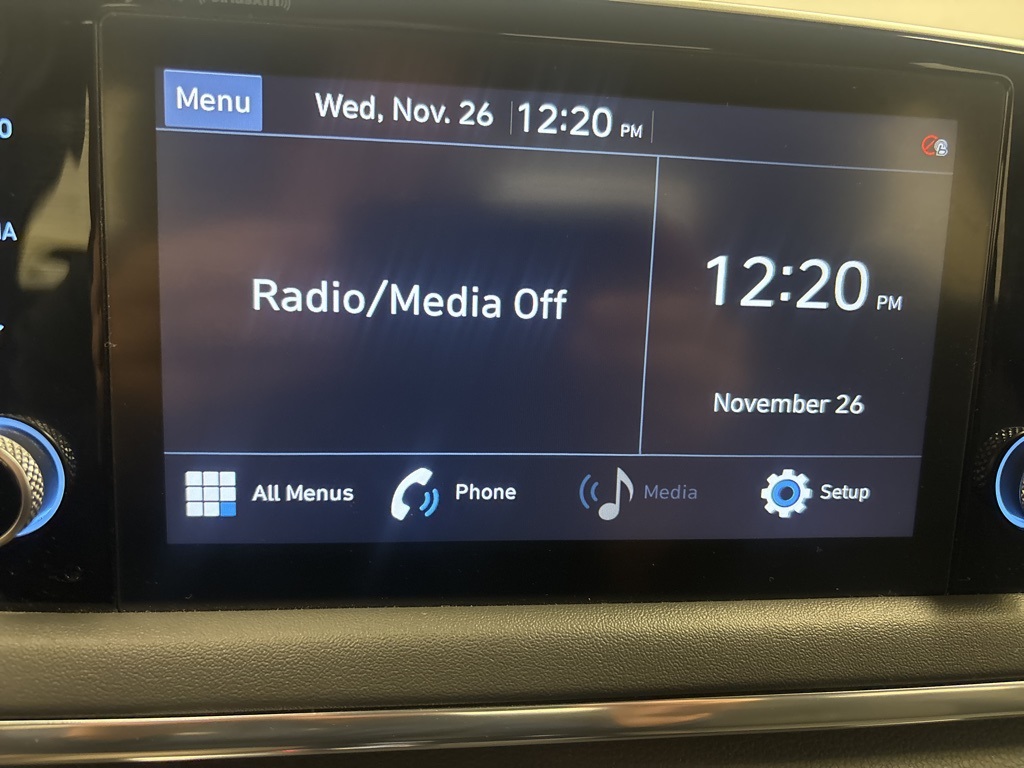 Menu
Wed, Nov. 26
12:20 PM
Radio/Media Off
12:20 PM
November 26
All Menus
Phone
Media
Setup